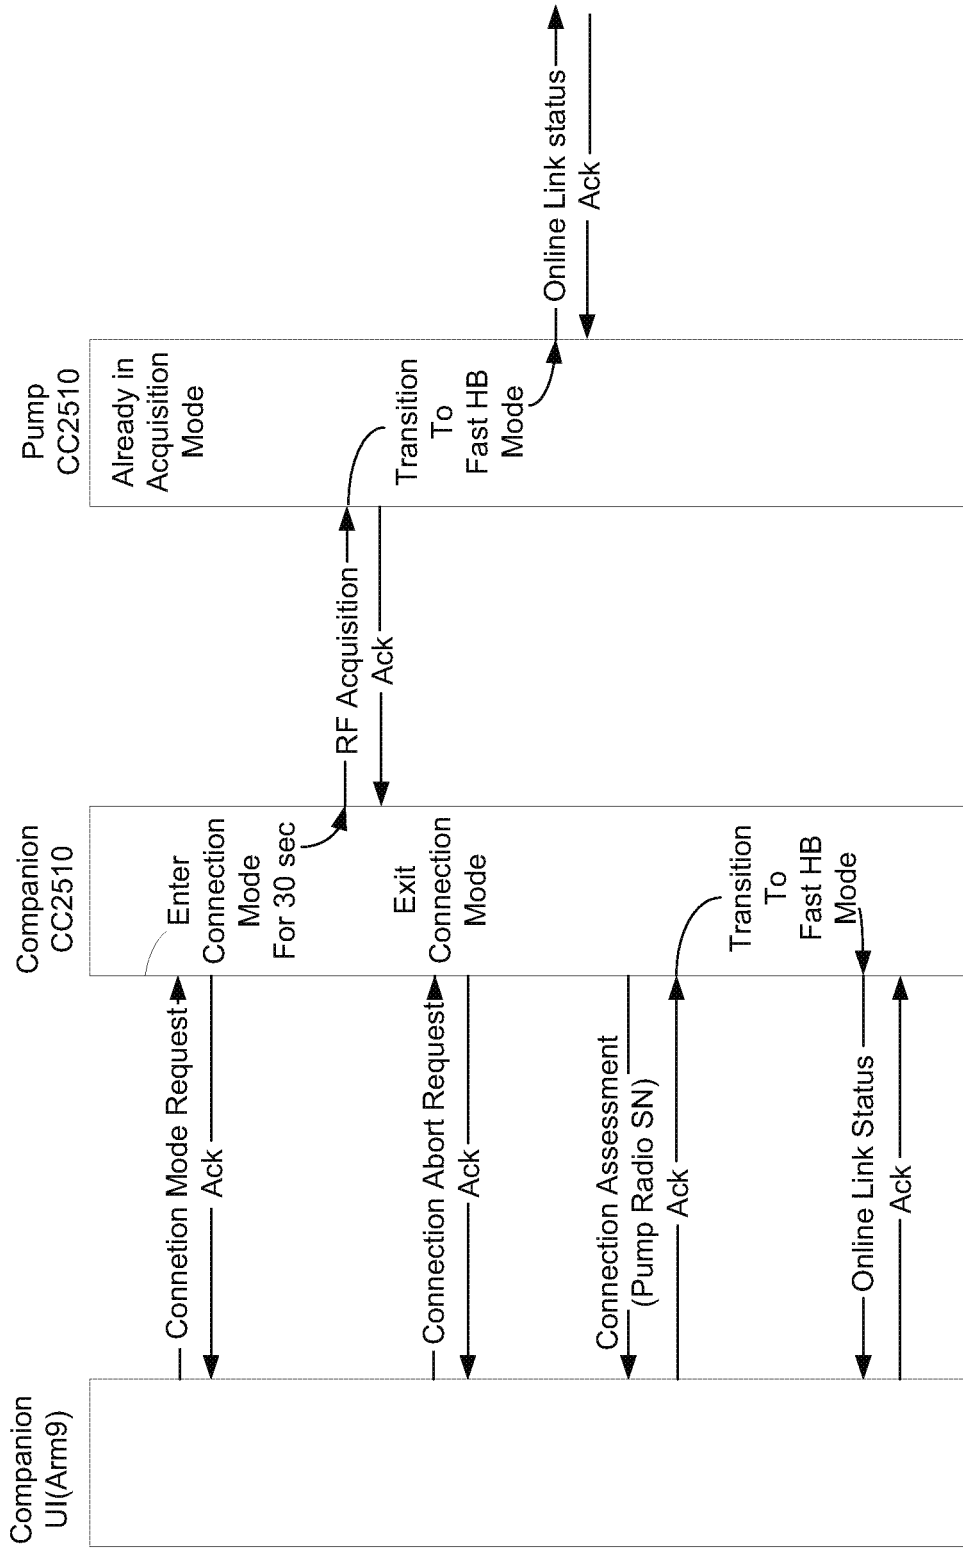 Companion
UI(Arm9)
Companion
CC2510
Pump
CC2510
Connetion Mode Request
Ack
Enter
Connection
Mode
For 30 sec
RF Acquisition
Ack
Already in
Acquisition
Mode
Transition
To
Fast HB
Mode
Online Link status
Ack
Connection Abort Request
Ack
Exit
Connection
Mode
Connection Assessment
(Pump Radio SN)
Ack
Transition
To
Fast HB
Mode
Online Link Status
Ack